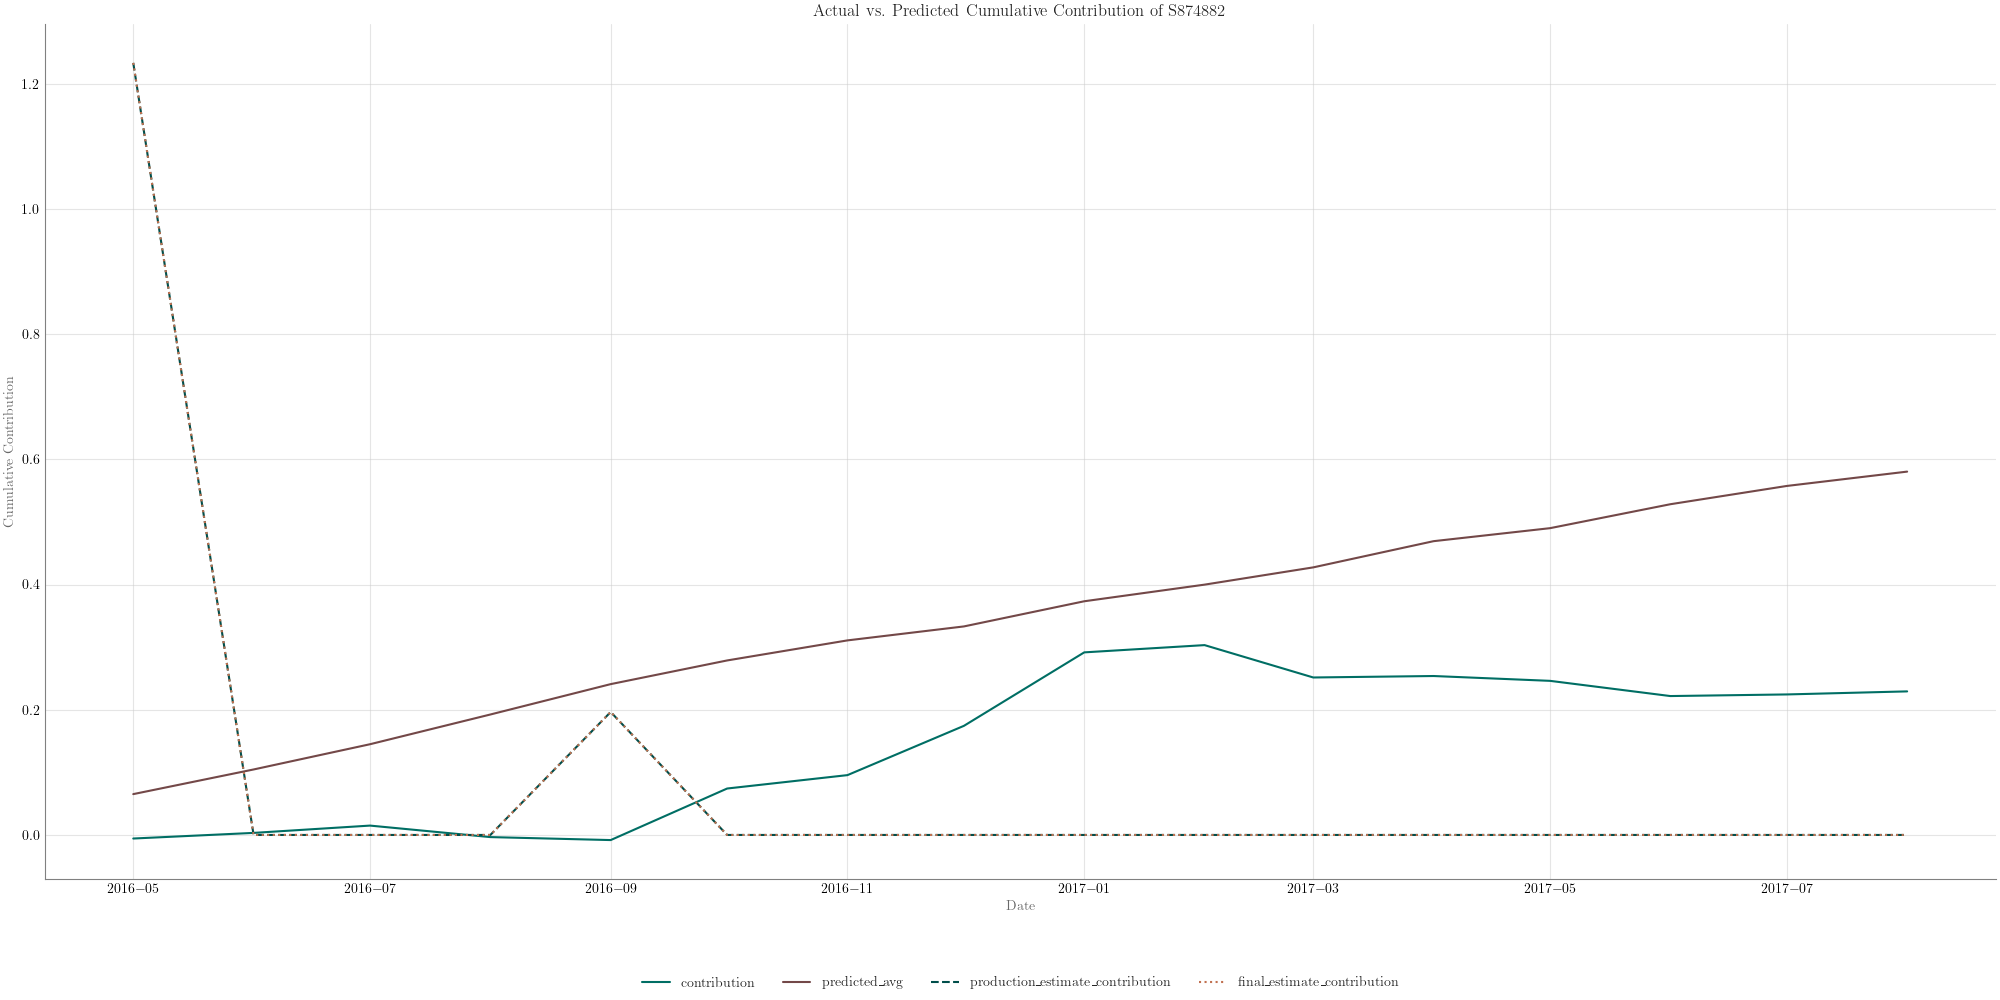 Actual vs. Predicted Cumulative Contribution of S874882
Cumulative Contribution
1.2
1.0
0.8
0.6
0.4
0.2
0.0
2016−05 2016−07 2016−09 2016−11 2017−01 2017−03 2017−05 2017−07
Date
contribution predicted_avg production_estimate_contribution final_estimate_contribution